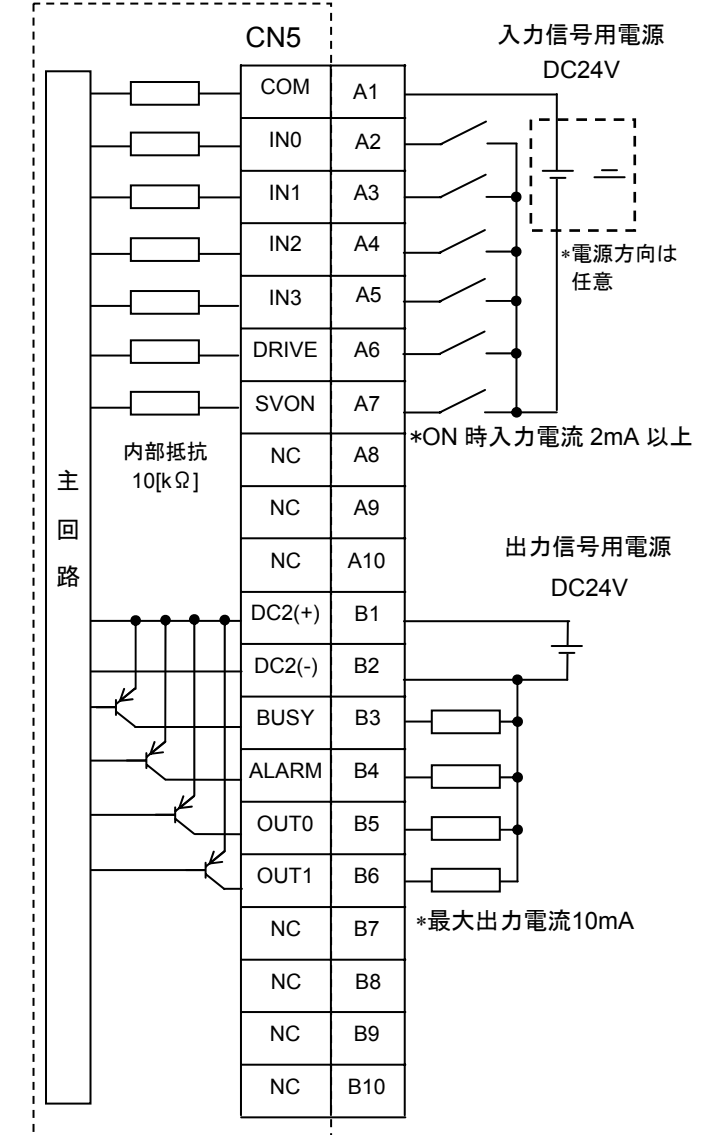 CN5
入力信号用電源
DC24V
COM A1
IN0 A2
IN1 A3
IN2 A4
IN3 A5
DRIVE A6
SVON A7
NC A8
NC A9
NC A10
DC2(+) B1
DC2(-) B2
BUSY B3
ALARM B4
OUT0 B5
OUT1 B6
NC B7
NC B8
NC B9
NC B10
*電源方向は
任意
*ON 時入力電流 2mA 以上
内部抵抗
10[kΩ]
主
回
路
出力信号用電源
DC24V
*最大出力電流10mA